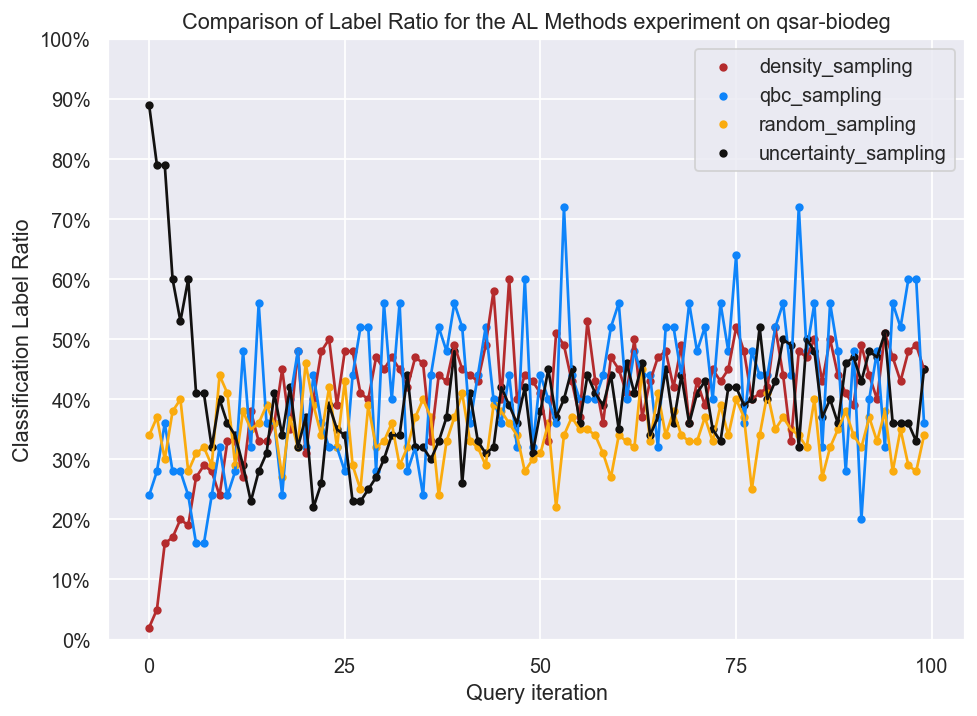 Comparison of Label Ratio for the AL Methods experiment on qsar-biodeg
100%
90%
80%
70%
60%
50%
40%
30%
20%
10%
0%
Classification Label Ratio
density_sampling
qbc_sampling
random_sampling
uncertainty_sampling
0
25
50
75
100
Query iteration